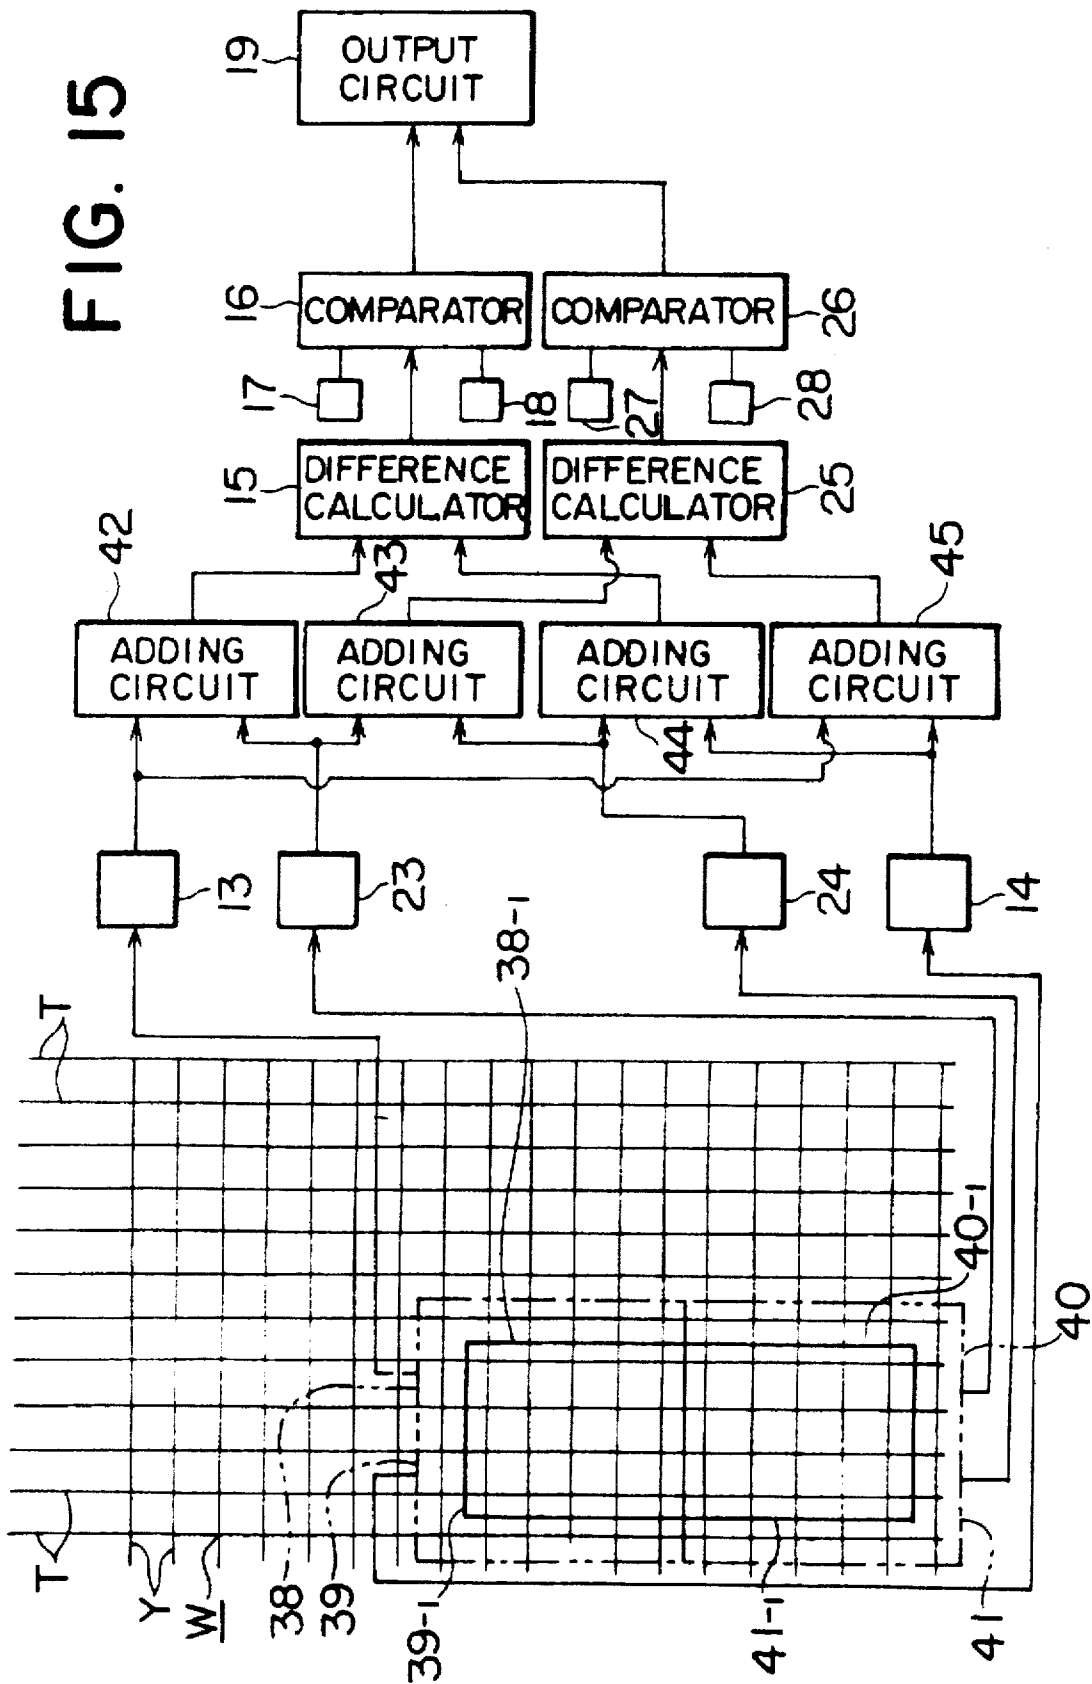 FIG. 15
19
OUTPUT
CIRCUIT
16
COMPARATOR
COMPARATOR
26
17
18
27
28
15
DIFFERENCE
CALCULATOR
DIFFERENCE
CALCULATOR
25
42
43
44
45
ADDING
CIRCUIT
ADDING
CIRCUIT
ADDING
CIRCUIT
ADDING
CIRCUIT
13
23
24
14
T
38-1
40-1
40
T
Y
W
38
39
39-1
41-1
41